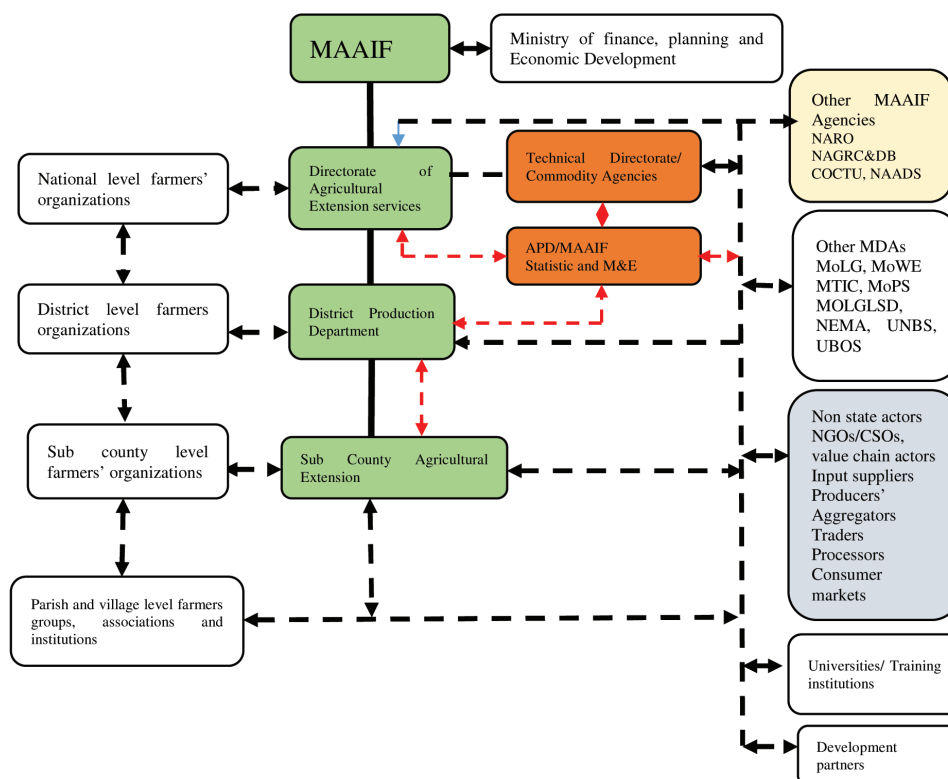 MAAIF
Ministry of finance, planning and
Economic Development
Other MAAIF
Agencies
NARO
NAGRC&DB
COCTU, NAADS
Technical Directorate/
Commodity Agencies
Directorate of
Agricultural
Extension services
National level farmers'
organizations
APD/MAAIF
Statistic and M&E
Other MDAs
MoLG, MoWE
MTIC, MoPS
MOLGLSD,
NEMA, UNBS,
UBOS
District level farmers
organizations
District Production
Department
Non state actors
NGOs/CSOs,
value chain actors
Input suppliers
Producers'
Aggregators
Traders
Processors
Consumer
markets
Sub county level
farmers' organizations
Sub County Agricultural
Extension
Parish and village level farmers
groups, associations and
institutions
Universities/ Training
institutions
Development
partners